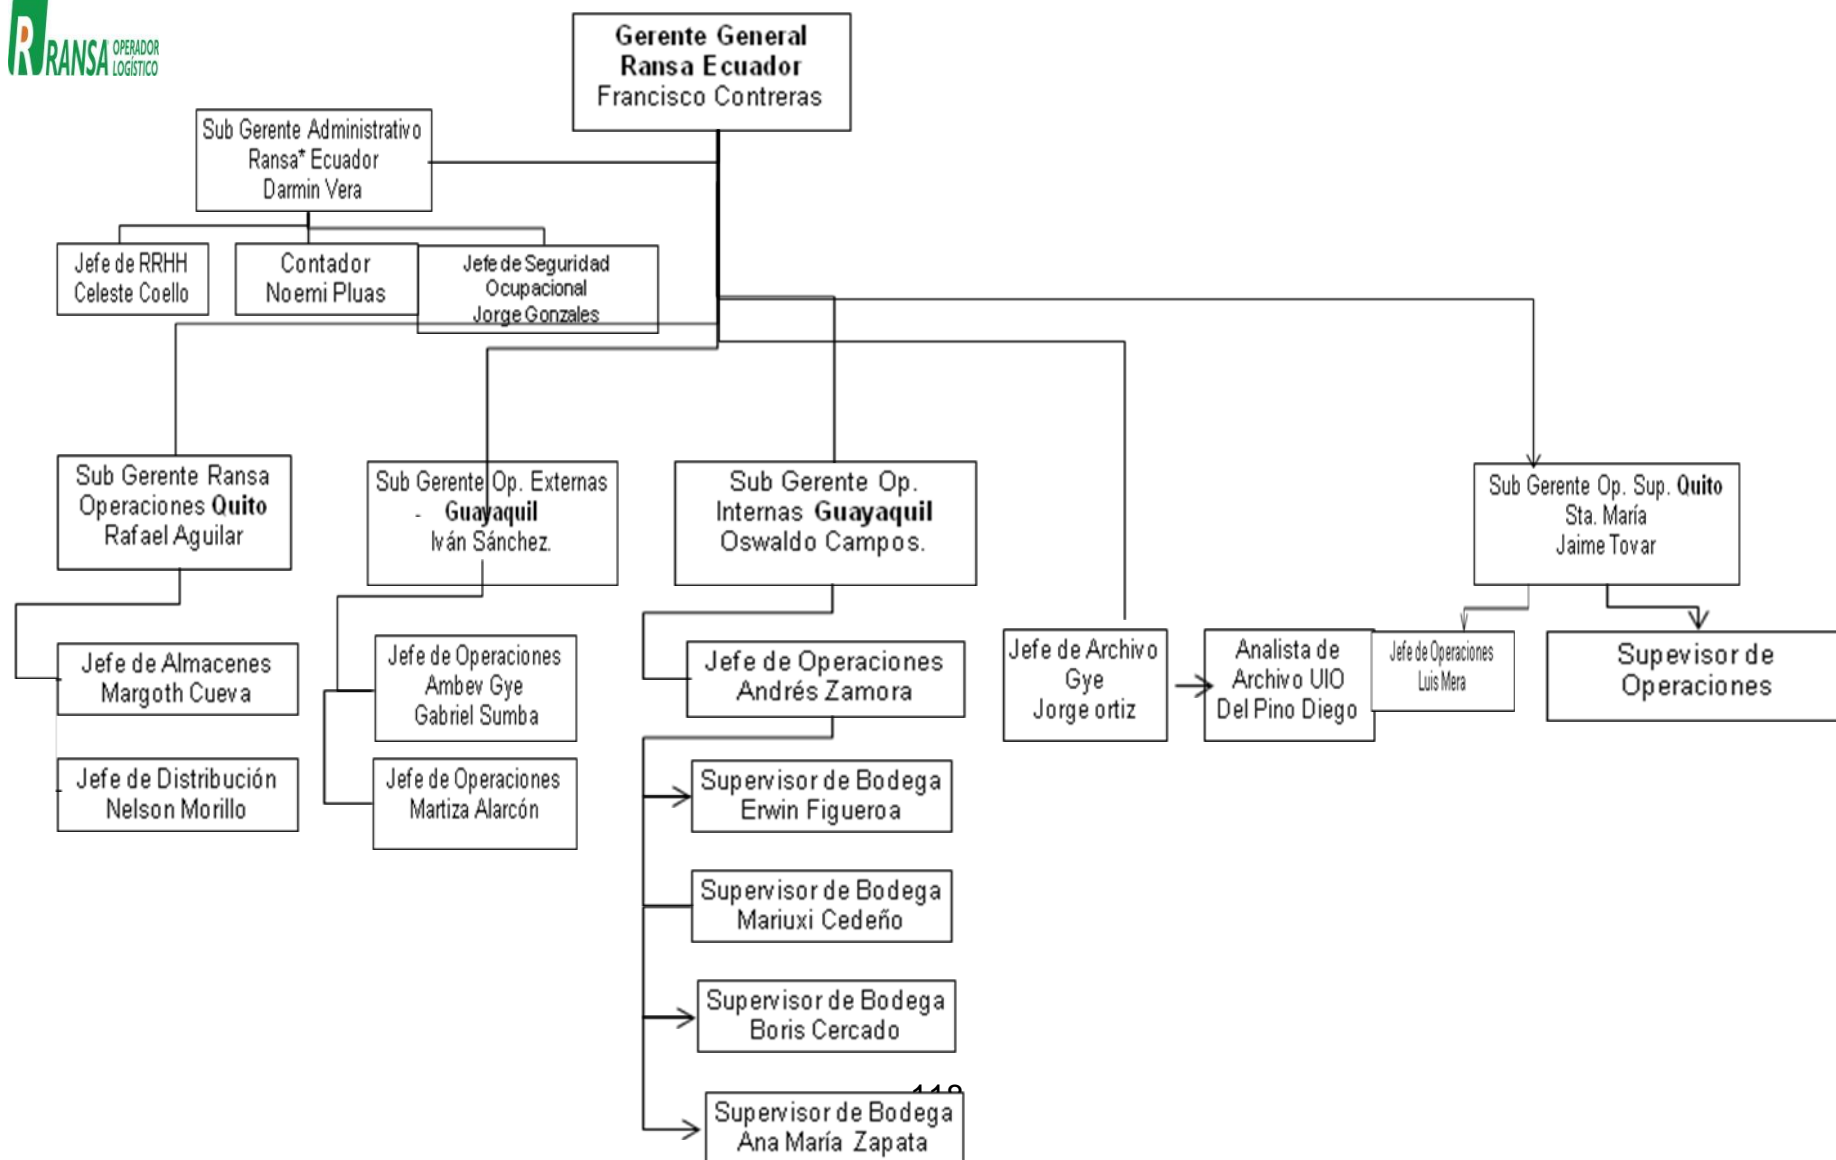 RANSA OPERADOR
LOGÍSTICO
Gerente General
Ransa Ecuador
Francisco Contreras
Sub Gerente Administrativo
Ransa* Ecuador
Darmin Vera
Jefe de RRHH
Celeste Coello
Contador
Noemi Pluas
Jefe de Seguridad
Ocupacional
Jorge Gonzales
Sub Gerente Ransa
Operaciones Quito
Rafael Aguilar
Sub Gerente Op. Externas
- Guayaquil
Iván Sánchez.
Sub Gerente Op.
Internas Guayaquil
Oswaldo Campos.
Sub Gerente Op. Sup. Quito
Sta. María
Jaime Tovar
Jefe de Almacenes
Margoth Cueva
Jefe de Distribución
Nelson Morillo
Jefe de Operaciones
Ambev Gye
Gabriel Sumba
Jefe de Operaciones
Martiza Alarcón
Jefe de Operaciones
Andrés Zamora
Supervisor de Bodega
Erwin Figueroa
Supervisor de Bodega
Mariuxi Cedeño
Supervisor de Bodega
Boris Cercado
Supervisor de Bodega
Ana María Zapata
Jefe de Archivo
Gye
Jorge ortiz
Analista de
Archivo UIO
Del Pino Diego
Jefe de Operaciones
Luis Mera
Supevisor de
Operaciones